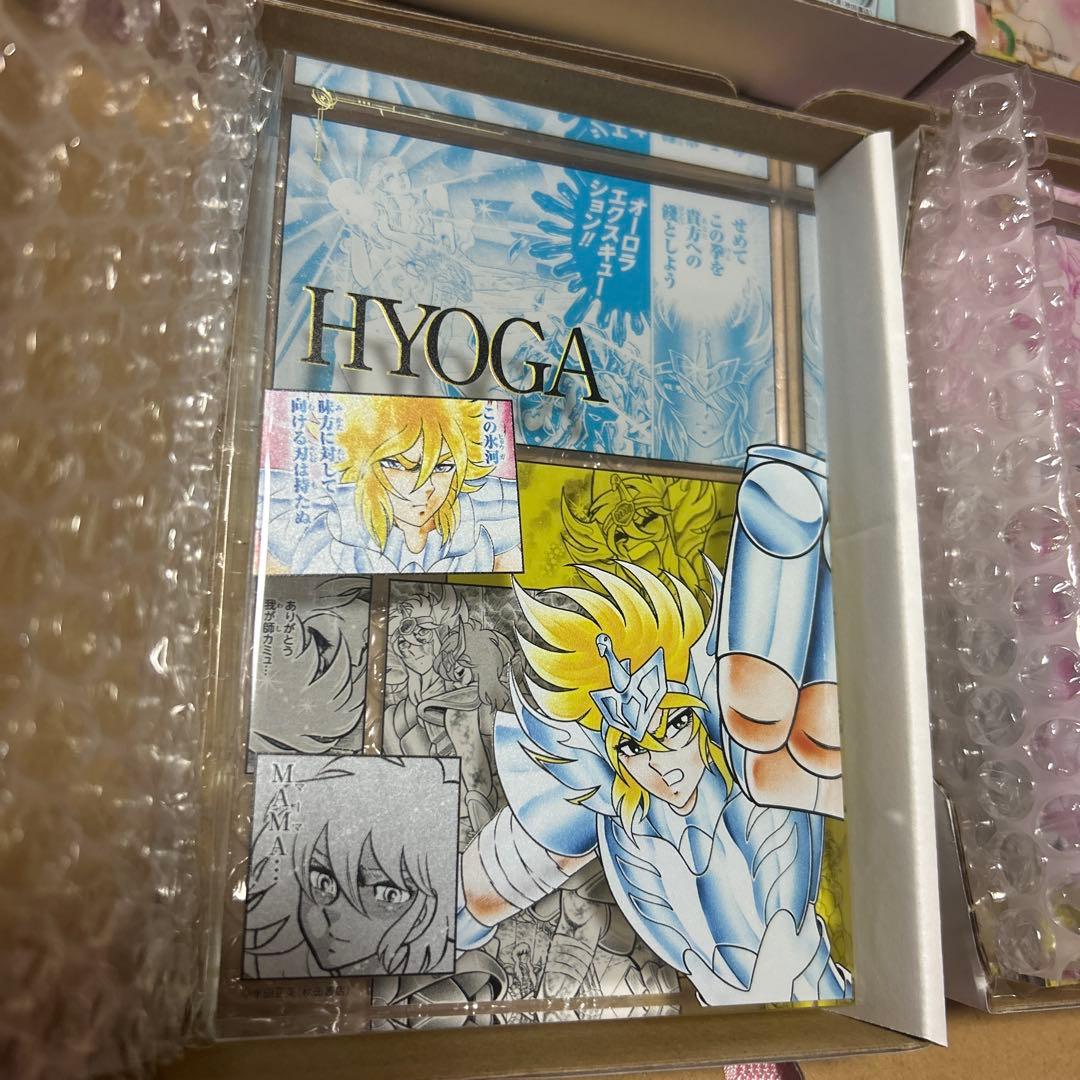 せめて
この拳を
貴方への
餞としよう
オーロラ
エクスキュー
ション!!
HYOGA
この氷河
味方に対して
向ける刃は持たぬ
ありがとう
我が師カミュ…
MAMA…